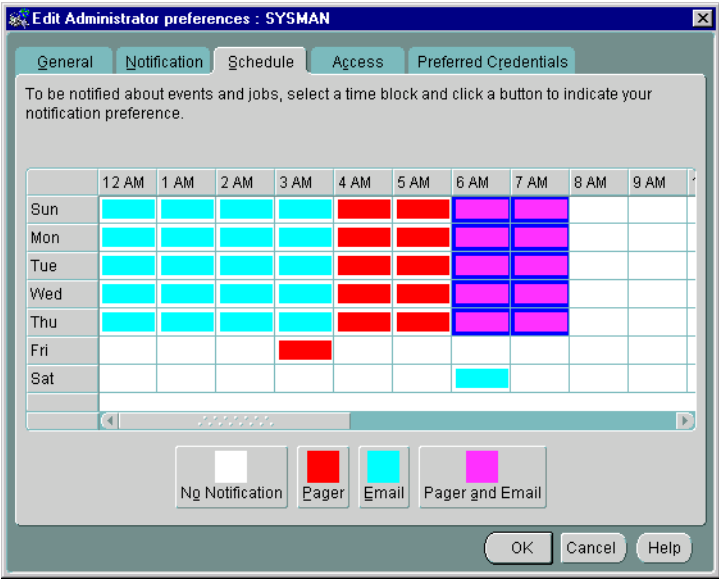 Edit Administrator preferences : SYSMAN
General Notification Schedule Access Preferred Credentials
To be notified about events and jobs, select a time block and click a button to indicate your
notification preference.
12 AM 1 AM 2 AM 3 AM 4 AM 5 AM 6 AM 7 AM 8 AM 9 AM
Sun
Mon
Tue
Wed
Thu
Fri
Sat
No Notification Pager Email Pager and Email
OK Cancel Help